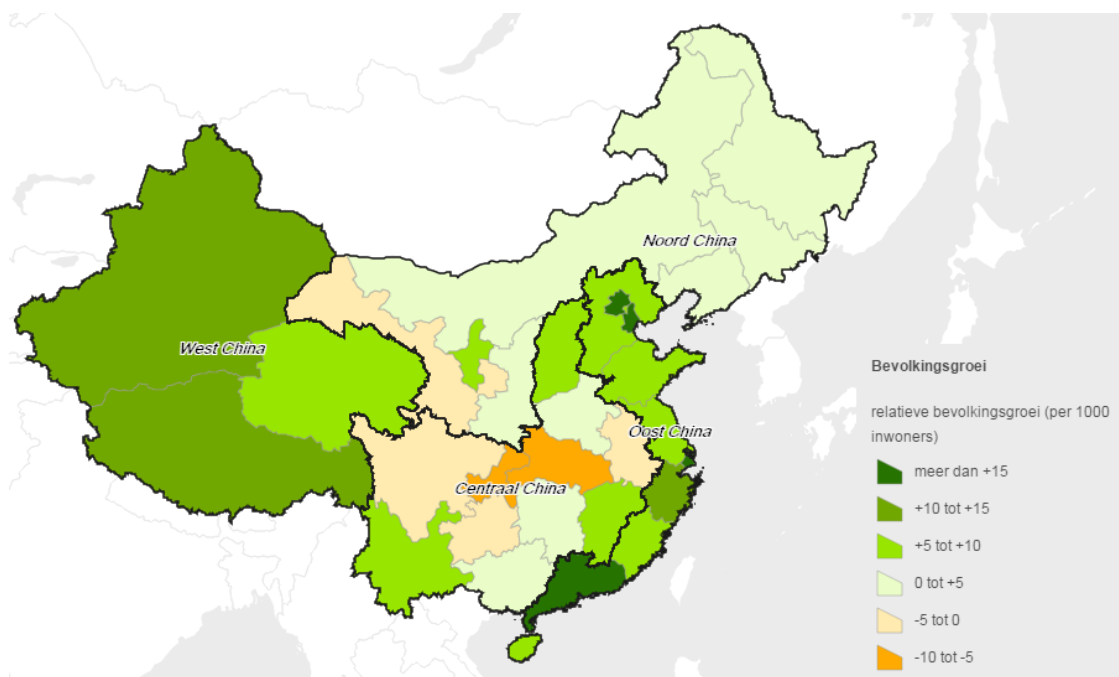 Noord China
West China
Oost China
Centraal China
Bevolkingsgroei
relatieve bevolkingsgroei (per 1000
inwoners)
meer dan +15
+10 tot +15
+5 tot +10
0 tot +5
-5 tot 0
-10 tot -5